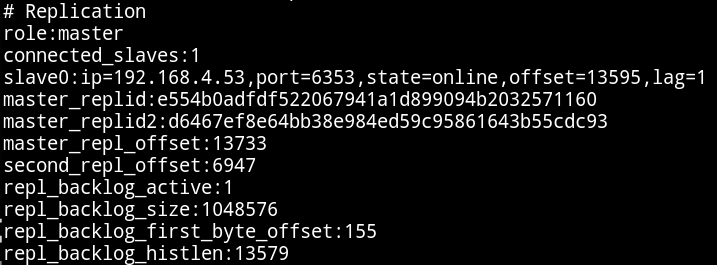 # Replication
role:master
connected_slaves:1
slave0:ip=192.168.4.53,port=6353,state=online,offset=13595,lag=1
master_replid:e554b0adfdf522067941a1d899094b2032571160
master_replid2:d6467ef8e64bb38e984ed59c95861643b55cdc93
master_repl_offset:13733
second_repl_offset:6947
repl_backlog_active:1
repl_backlog_size:1048576
repl_backlog_first_byte_offset:155
repl_backlog_histlen:13579